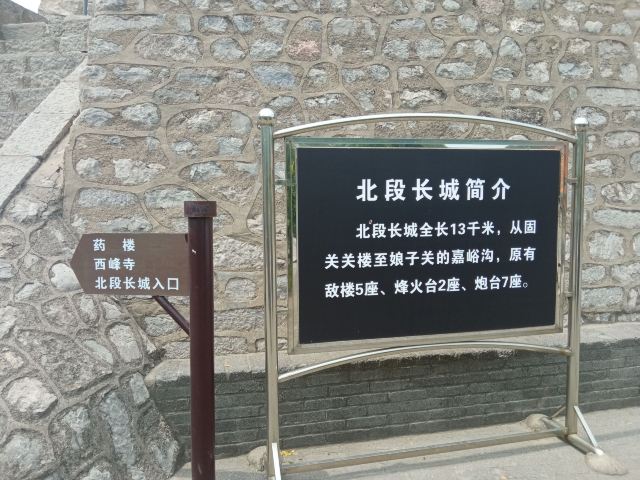 药 楼
西峰寺
北段长城入口
北段长城简介
北段长城全长13千米，从固
关关楼至娘子关的嘉峪沟，原有
敌楼5座、烽火台2座、炮台7座。